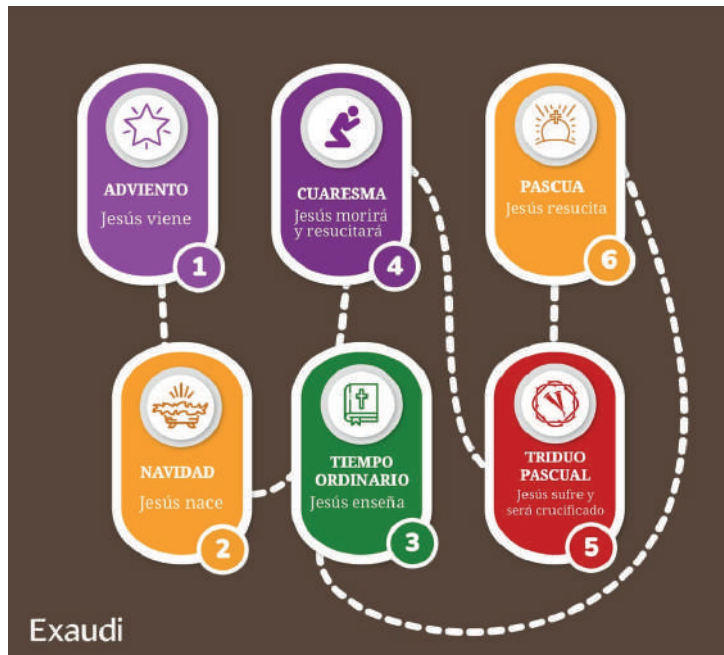 ADVIENTO
Jesús viene
1
NAVIDAD
Jesús nace
2
TIEMPO
ORDINARIO
Jesús enseña
3
CUARESMA
Jesús morirá
y resucitará
4
TRIDUO
PASCUAL
Jesús sufre y
será crucificado
5
PASCUA
Jesús resucita
6
Exaudi